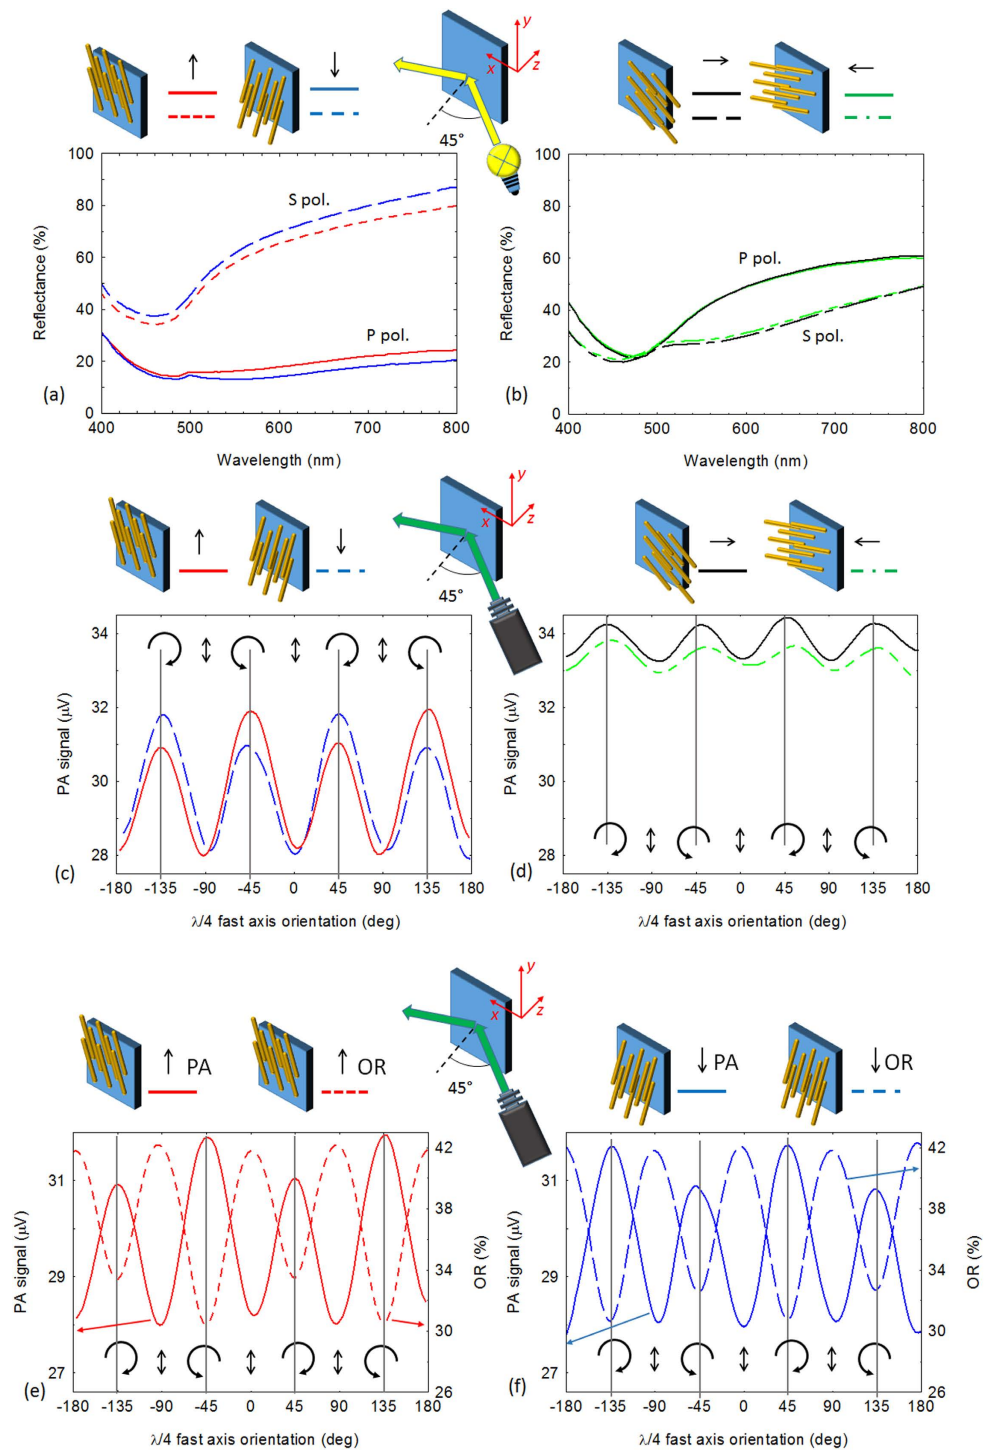 y
x
z
45°
100
80
60
40
20
0
Reflectance (%)
S pol.
P pol.
(a)
400 500 600 700 800
Wavelength (nm)
100
80
60
40
20
0
Reflectance (%)
P pol.
S pol.
(b)
400 500 600 700 800
Wavelength (nm)
y
x
z
45°
34
32
30
28
PA signal (μV)
(c)
-180 -135 -90 -45 0 45 90 135 180
λ/4 fast axis orientation (deg)
34
32
30
28
PA signal (μV)
(d)
-180 -135 -90 -45 0 45 90 135 180
λ/4 fast axis orientation (deg)
y
x
z
45°
PA
OR
31
29
27
PA signal (μV)
42
38
34
30
26
OR (%)
(e)
-180 -135 -90 -45 0 45 90 135 180
λ/4 fast axis orientation (deg)
PA
OR
31
29
27
PA signal (μV)
42
38
34
30
26
OR (%)
(f)
-180 -135 -90 -45 0 45 90 135 180
λ/4 fast axis orientation (deg)